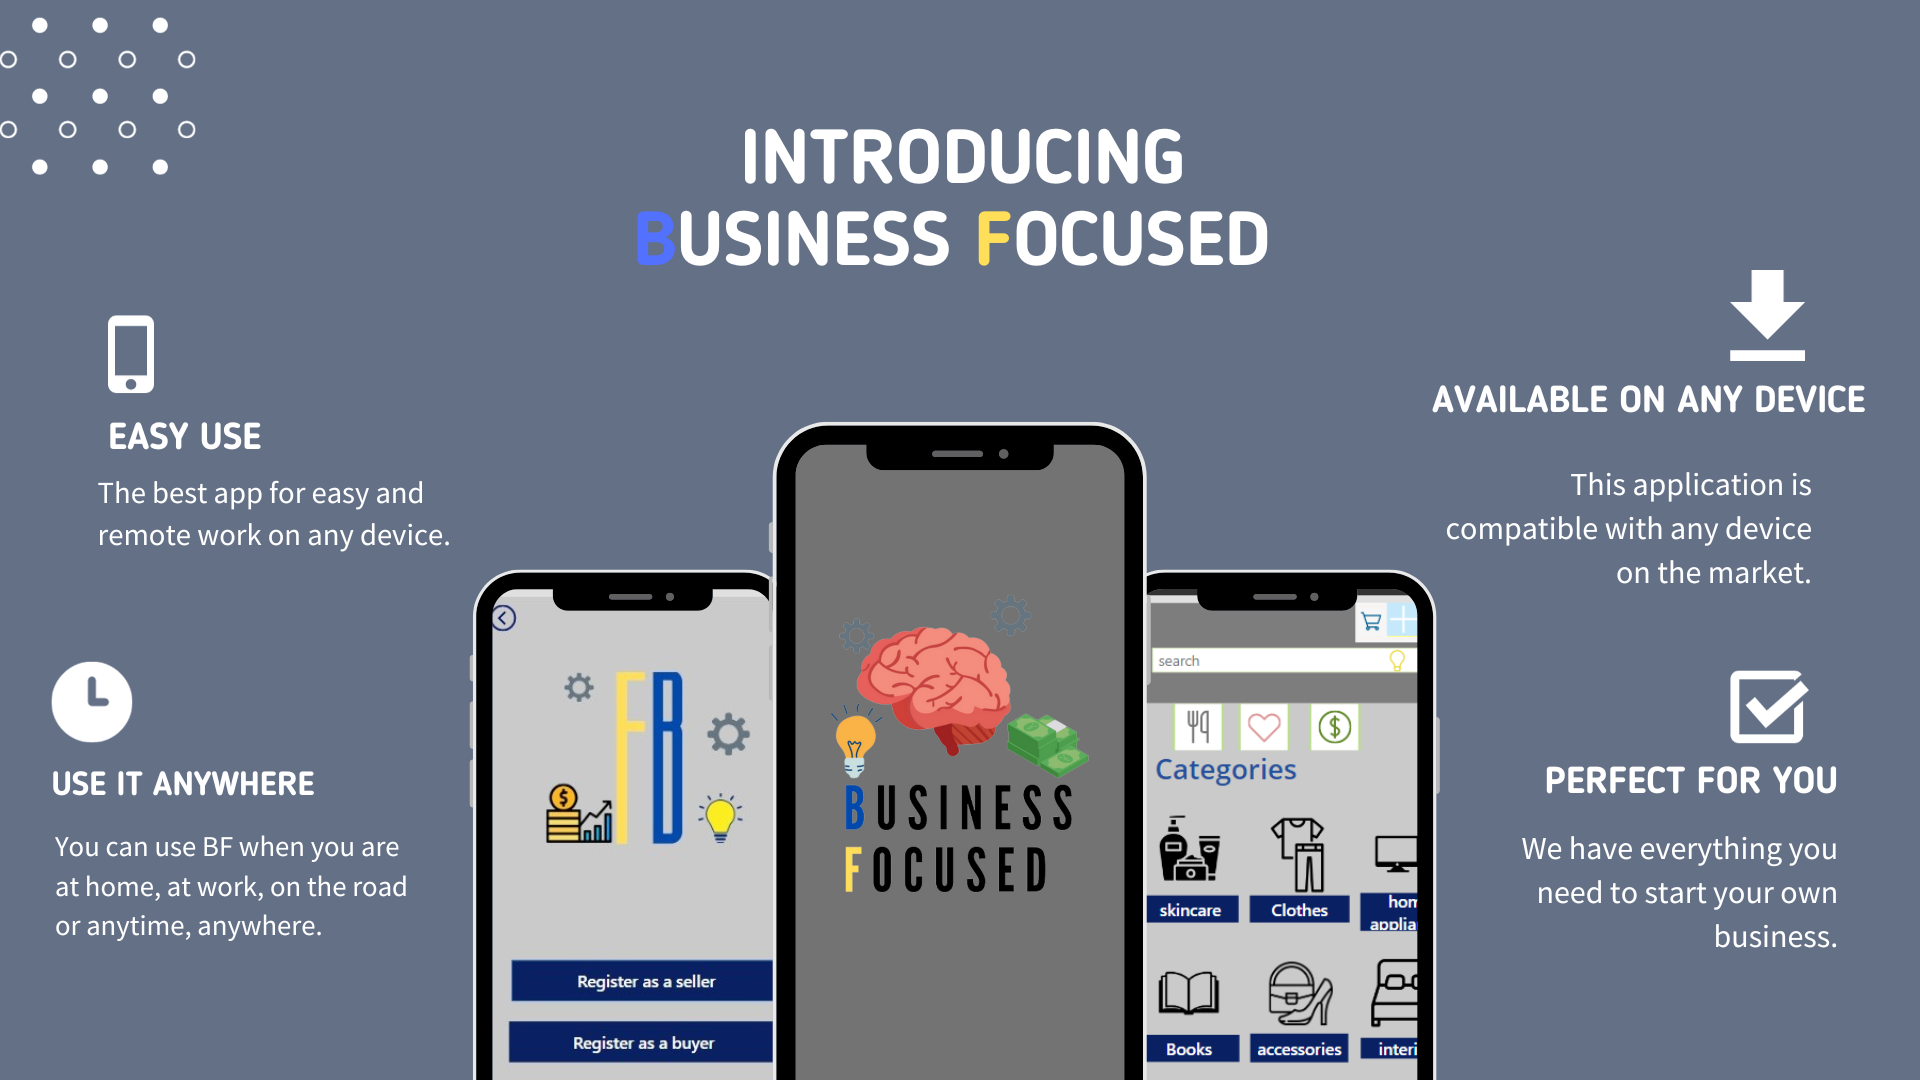 INTRODUCING
BUSINESS FOCUSED
EASY USE
The best app for easy and
remote work on any device.
USE IT ANYWHERE
You can use BF when you are
at home, at work, on the road
or anytime, anywhere.
FB
Register as a seller
Register as a buyer
BUSINESS
FOCUSED
search
Categories
skincare
Clothes
hom
applia
Books
accessories
interi
AVAILABLE ON ANY DEVICE
This application is
compatible with any device
on the market.
PERFECT FOR YOU
We have everything you
need to start your own
business.